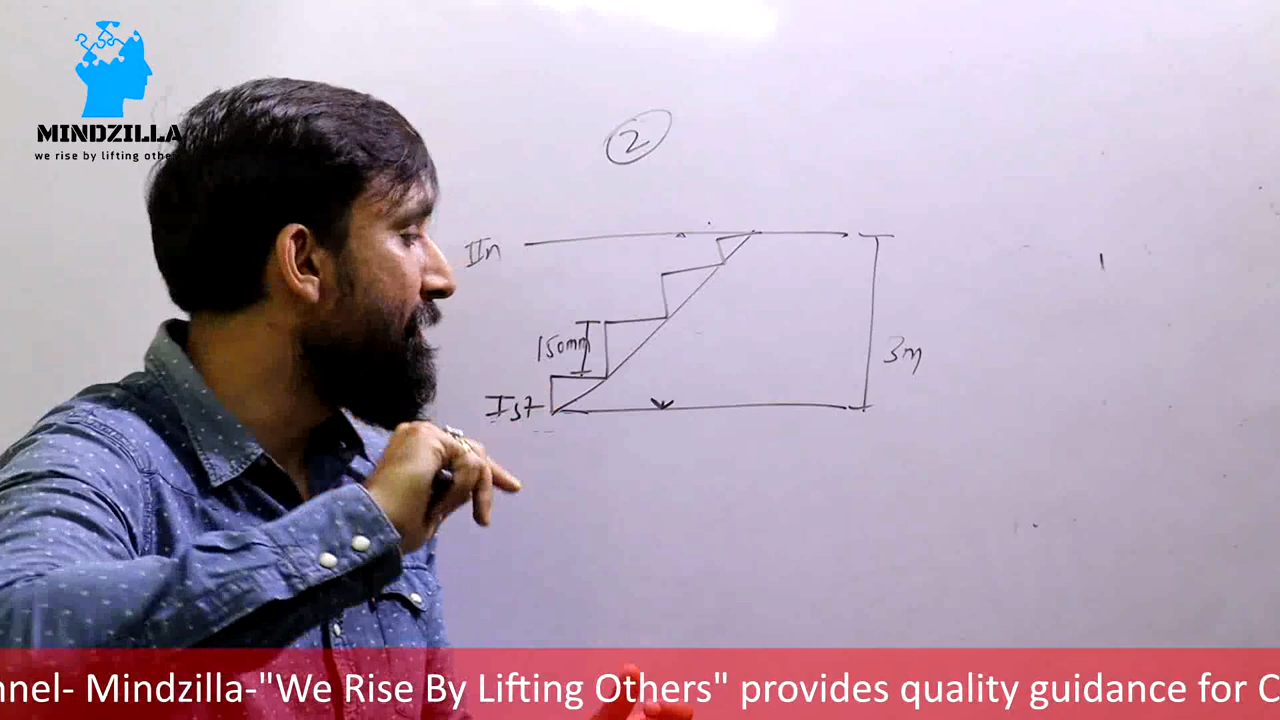 MINDZILLA
we rise by lifting othe
2
IIn
150mm
3m
Ist
nnel- Mindzilla-"We Rise By Lifting Others" provides quality guidance for C